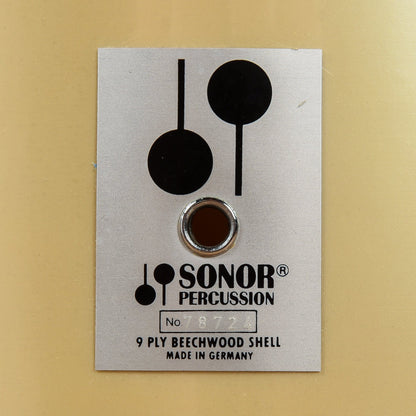 SONOR®
PERCUSSION
No 78724
9 PLY BEECHWOOD SHELL
MADE IN GERMANY